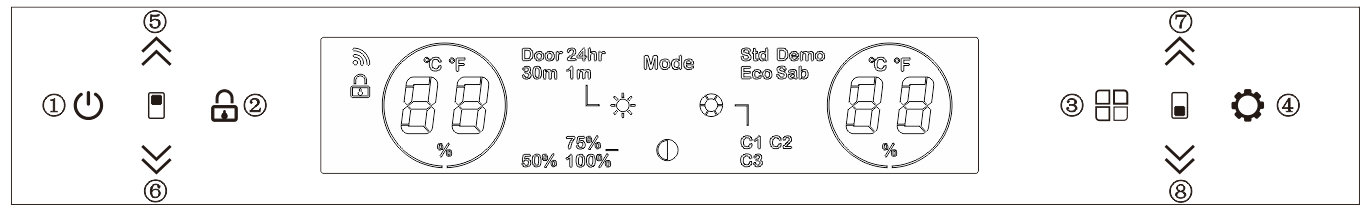 ⑤ ⑦
°C °F Door 24hr Mode Std Demo °C °F
30m 1m Eco Sab
① ② 88 88 ③ ④
% 75% C1 C2 %
50% 100% C3
⑥ ⑧